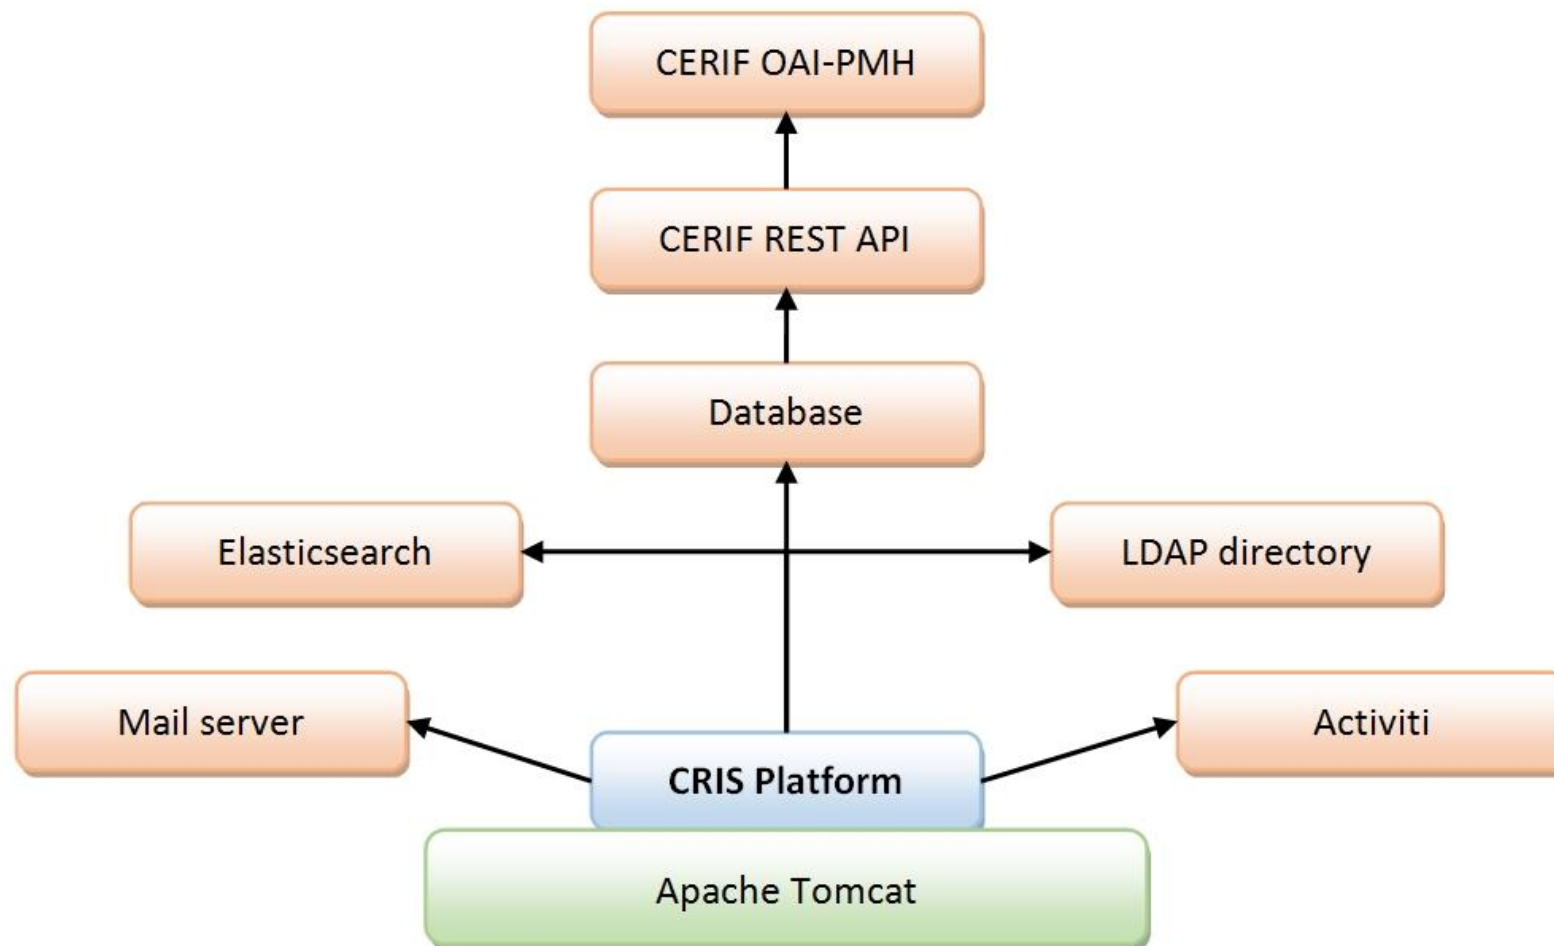 CERIF OAI-PMH
CERIF REST API
Database
Elasticsearch
LDAP directory
Mail server
Activiti
CRIS Platform
Apache Tomcat